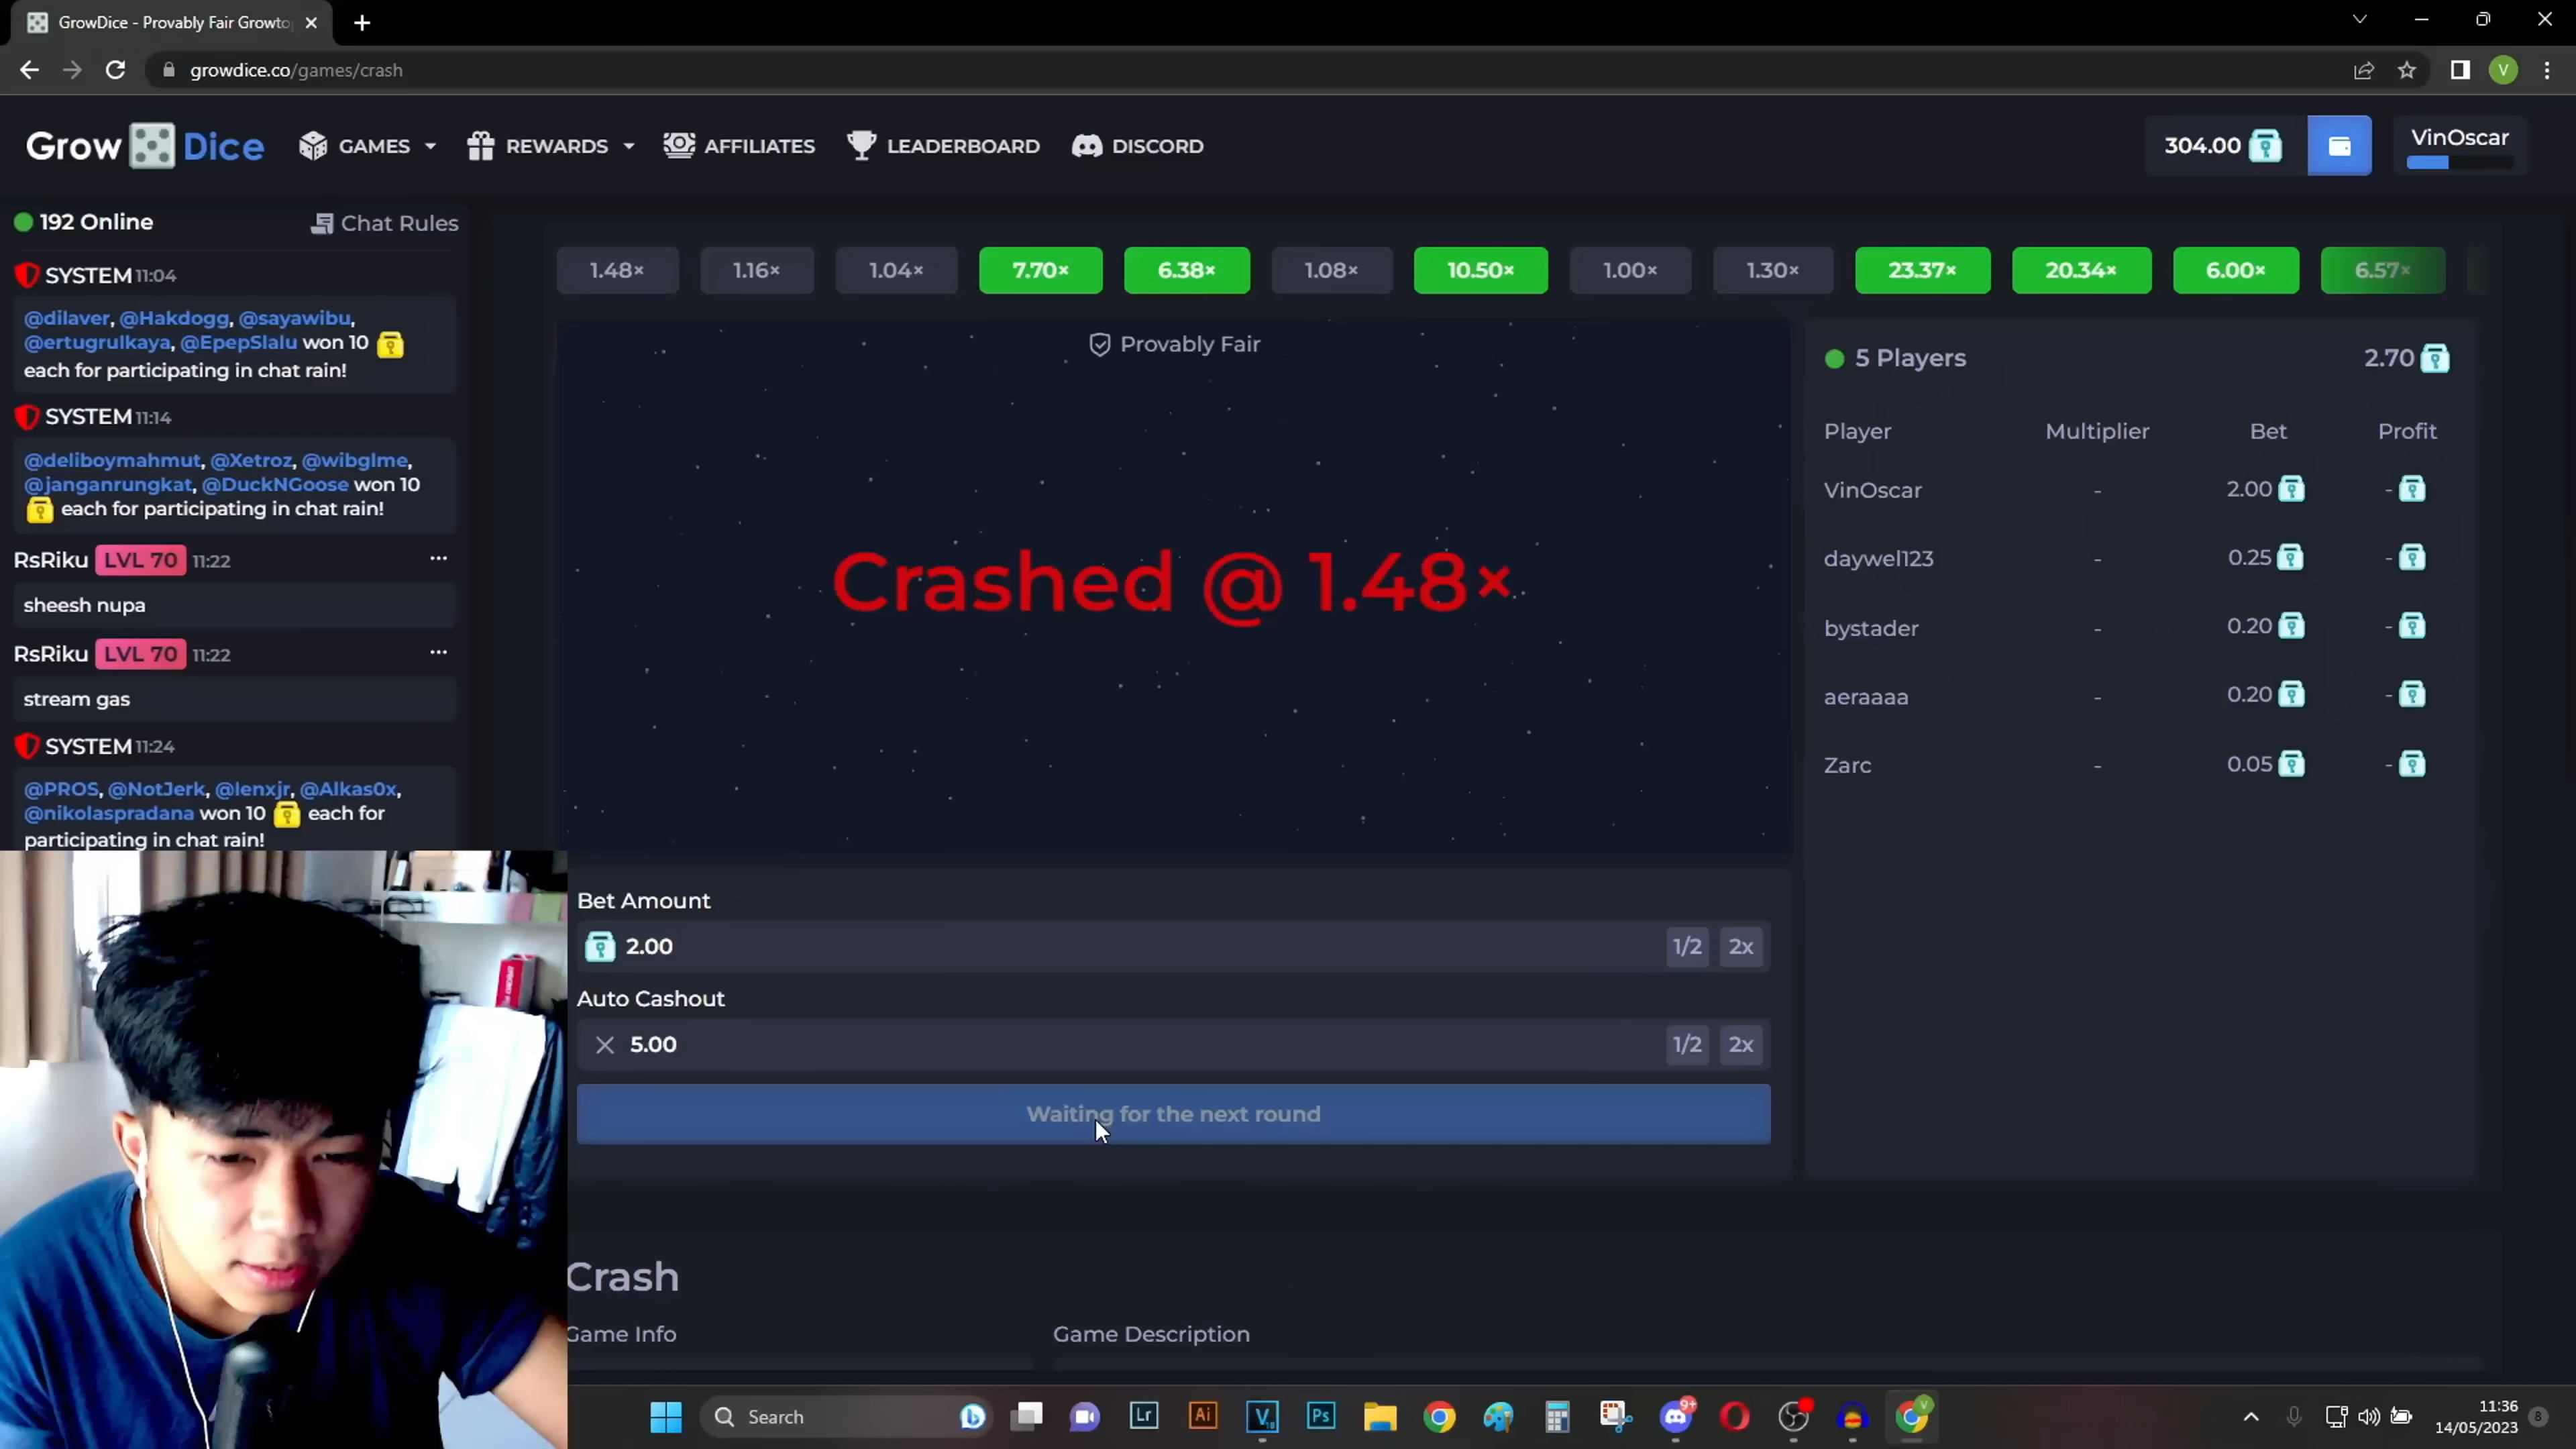 GrowDice - Provably Fair Growto
growdice.co/games/crash
V
Grow Dice
GAMES
REWARDS
AFFILIATES
LEADERBOARD
DISCORD
304.00
VinOscar
192 Online
Chat Rules
SYSTEM 11:04
@dilaver, @Hakdogg, @sayawibu,
@ertugrulkaya, @EpepSlalu won 10
each for participating in chat rain!
SYSTEM 11:14
@deliboymahmut, @Xetroz, @wibglme,
@janganrungkat, @DuckNGoose won 10
each for participating in chat rain!
RsRiku LVL 70 11:22
sheesh nupa
RsRiku LVL 70 11:22
stream gas
SYSTEM 11:24
@PROS, @NotJerk, @lenxjr, @Alkas0x,
@nikolaspradana won 10 each for
participating in chat rain!
1.48× 1.16× 1.04× 7.70× 6.38× 1.08× 10.50× 1.00× 1.30× 23.37× 20.34× 6.00× 6.57×
Provably Fair
Crashed @ 1.48×
5 Players 2.70
Player Multiplier Bet Profit
VinOscar - 2.00 -
daywel123 - 0.25 -
bystader - 0.20 -
aeraaaa - 0.20 -
Zarc - 0.05 -
Bet Amount
2.00 1/2 2x
Auto Cashout
5.00 1/2 2x
Waiting for the next round
Crash
Game Info
Game Description
Search
Lr
Ai
V
Ps
9+
V
11:36
14/05/2023
8